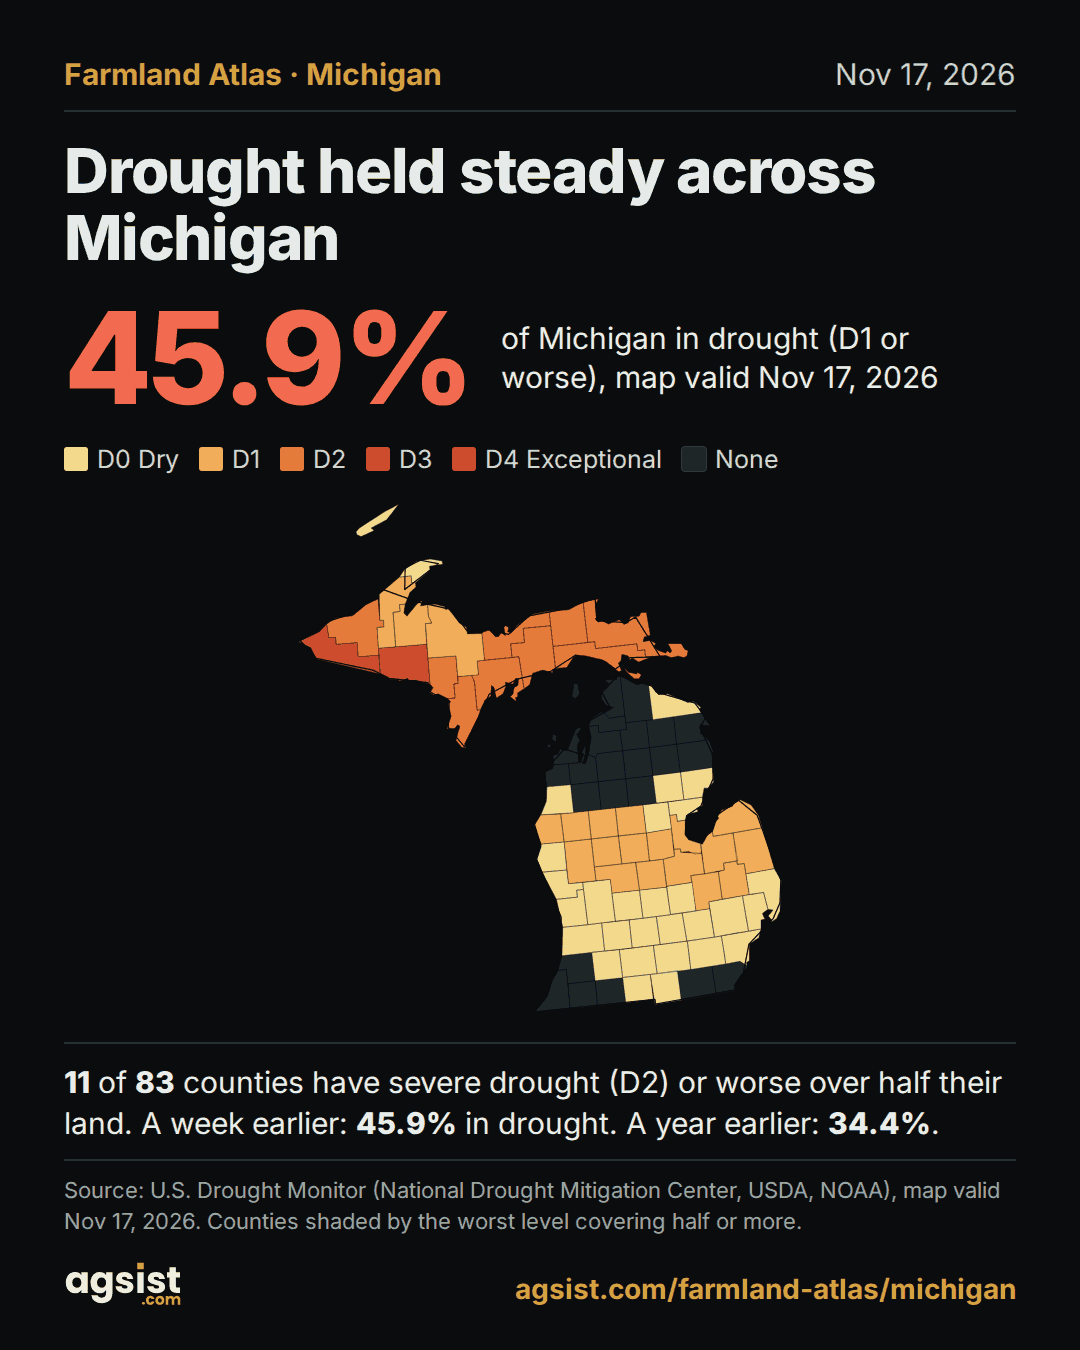 Farmland Atlas · Michigan
Nov 17, 2026
Drought held steady across
Michigan
45.9%
of Michigan in drought (D1 or
worse), map valid Nov 17, 2026
D0 Dry
D1
D2
D3
D4 Exceptional
None
11 of 83 counties have severe drought (D2) or worse over half their
land. A week earlier: 45.9% in drought. A year earlier: 34.4%.
Source: U.S. Drought Monitor (National Drought Mitigation Center, USDA, NOAA), map valid
Nov 17, 2026. Counties shaded by the worst level covering half or more.
agsist
.com
agsist.com/farmland-atlas/michigan